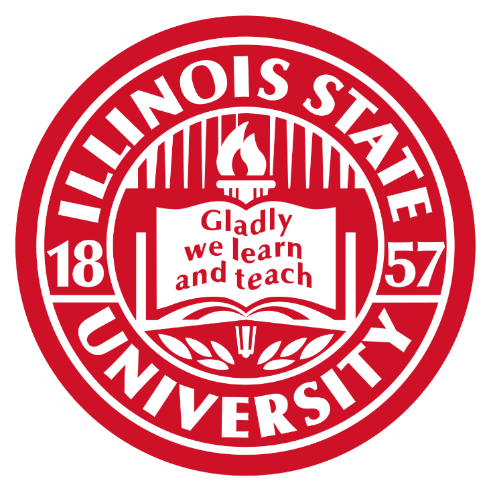 ILLINOIS STATE
18 57
Gladly
we learn
and teach
UNIVERSITY